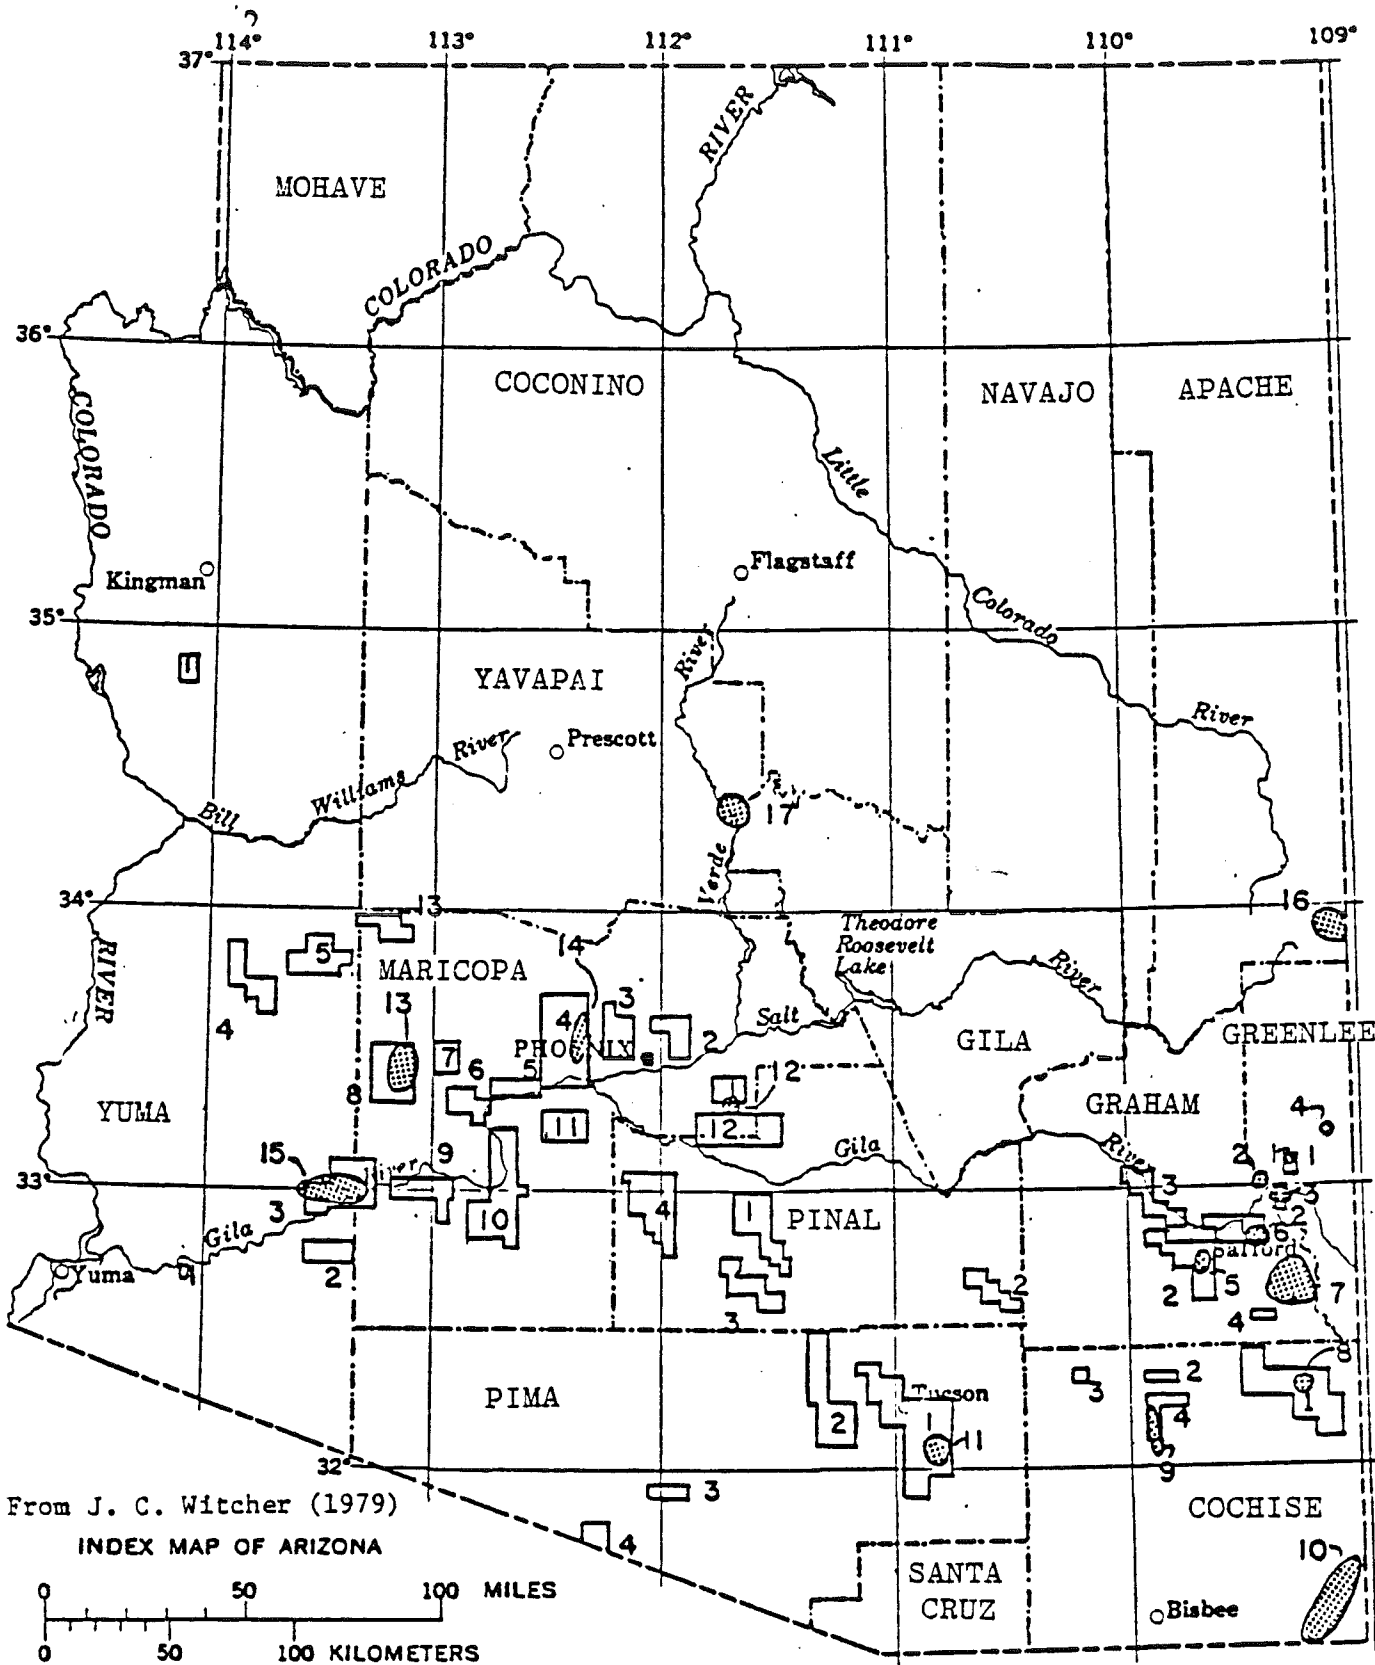 114° 113° 112° 111° 110° 109°
37°
RIVER
MOHAVE
COLORADO
36°
COCONINO NAVAJO APACHE
COLORADO
Little
Flagstaff
Kingman
35°
Colorado
River
1
YAVAPAI
River
River
Prescott
Williams
Bill
17
Verde
34°
13
16
Theodore
Roosevelt
Lake
14
5
RIVER
MARICOPA
River
4
13
4
3
Salt
2
GREENLEE
PHOENIX
GILA
7
6
5
12
8
1
YUMA
GRAHAM
4
11
12
Gila
River
9
15
2
1
1
33°
River
3
3
3
4
1
PINAL
2
10
Gila
6
Safford
Yuma
2
2
5
7
2
3
4
8
PIMA
3
2
Tucson
1
2
4
1
11
32°
9
From J. C. Witcher (1979)
3
COCHISE
INDEX MAP OF ARIZONA
4
10
SANTA
CRUZ
0 50 100 MILES
Bisbee
0 50 100 KILOMETERS